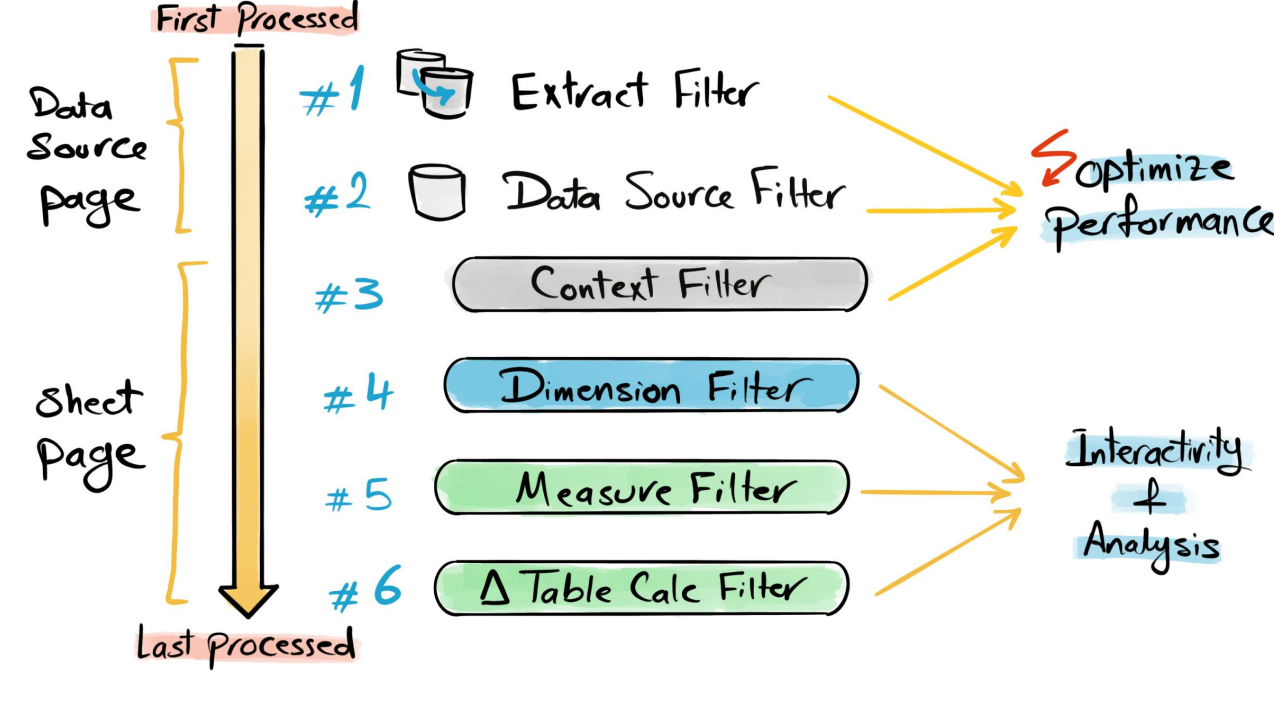 First Processed
Data
Source
Page
#1 Extract Filter
#2 Data Source Filter
Optimize
Performance
#3 Context Filter
Sheet
Page
#4 Dimension Filter
#5 Measure Filter
#6 Δ Table Calc Filter
Interactivity
&
Analysis
Last Processed